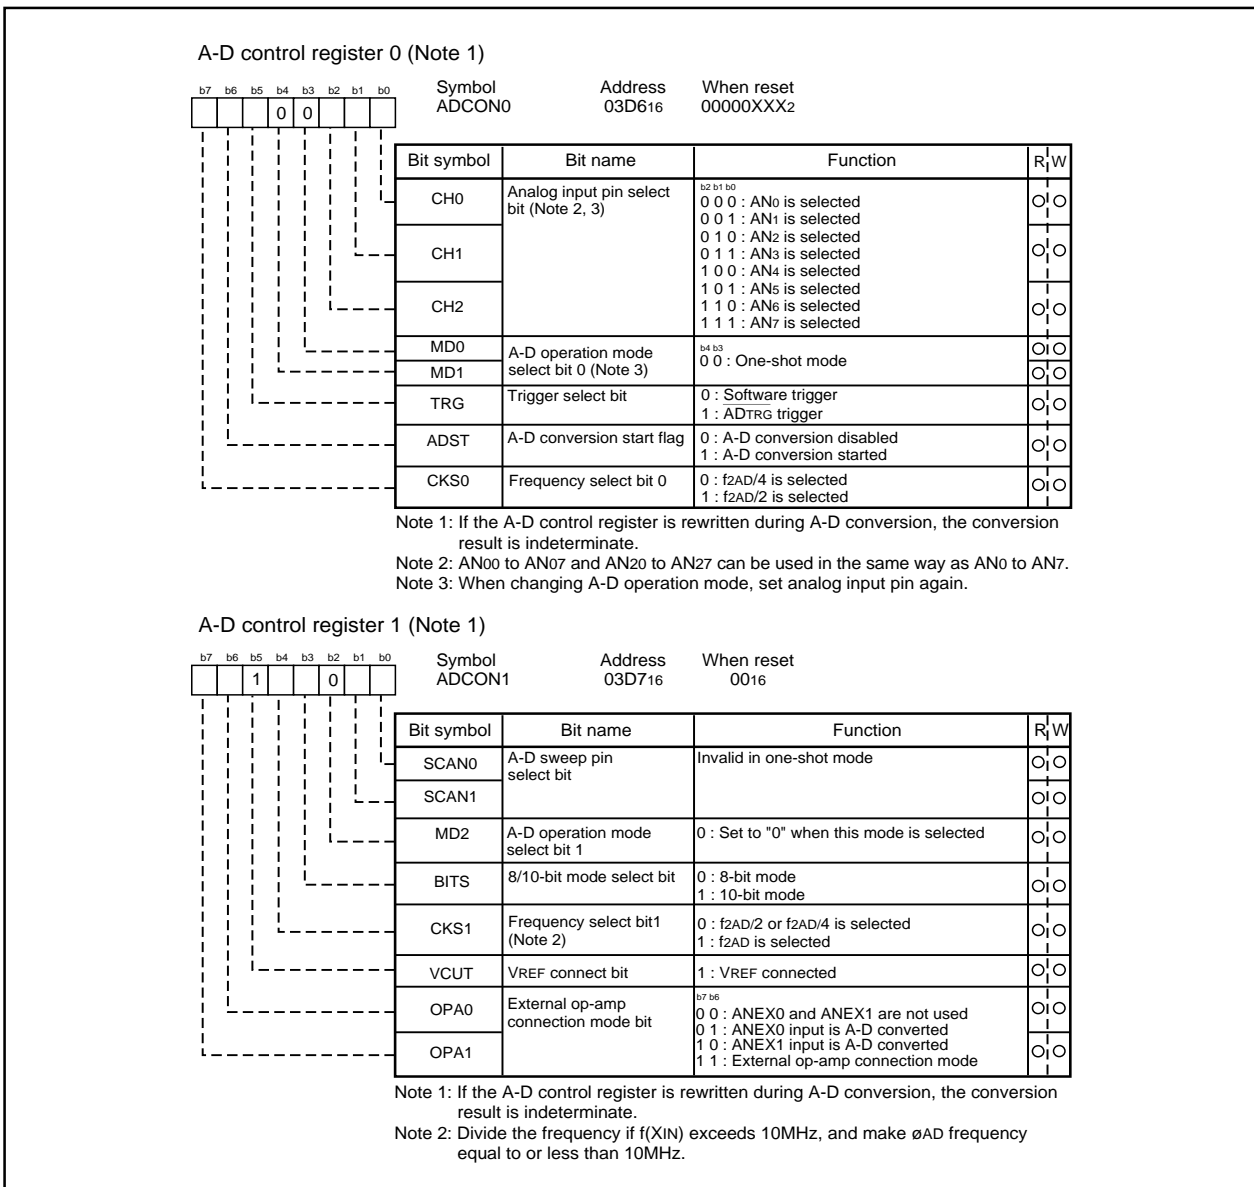 A-D control register 0 (Note 1)
b7 b6 b5 b4 b3 b2 b1 b0
0 0
Symbol Address When reset
ADCON0 03D616 00000XXX2
Bit symbol Bit name Function R W
CH0 Analog input pin select bit (Note 2, 3)
b2 b1 b0
0 0 0 : AN0 is selected
0 0 1 : AN1 is selected
0 1 0 : AN2 is selected
CH1 0 1 1 : AN3 is selected
1 0 0 : AN4 is selected
1 0 1 : AN5 is selected
CH2 1 1 0 : AN6 is selected
1 1 1 : AN7 is selected
MD0 A-D operation mode
MD1 select bit 0 (Note 3)
b4 b3
0 0 : One-shot mode
TRG Trigger select bit 0 : Software trigger
1 : ADTRG trigger
ADST A-D conversion start flag 0 : A-D conversion disabled
1 : A-D conversion started
CKS0 Frequency select bit 0 0 : f2AD/4 is selected
1 : f2AD/2 is selected
Note 1: If the A-D control register is rewritten during A-D conversion, the conversion
result is indeterminate.
Note 2: AN00 to AN07 and AN20 to AN27 can be used in the same way as AN0 to AN7.
Note 3: When changing A-D operation mode, set analog input pin again.
A-D control register 1 (Note 1)
b7 b6 b5 b4 b3 b2 b1 b0
1 0
Symbol Address When reset
ADCON1 03D716 0016
Bit symbol Bit name Function R W
SCAN0 A-D sweep pin Invalid in one-shot mode
select bit
SCAN1
MD2 A-D operation mode 0 : Set to "0" when this mode is selected
select bit 1
BITS 8/10-bit mode select bit 0 : 8-bit mode
1 : 10-bit mode
CKS1 Frequency select bit1 0 : f2AD/2 or f2AD/4 is selected
(Note 2) 1 : f2AD is selected
VCUT VREF connect bit 1 : VREF connected
OPA0 External op-amp
connection mode bit
b7 b6
0 0 : ANEX0 and ANEX1 are not used
0 1 : ANEX0 input is A-D converted
OPA1 1 0 : ANEX1 input is A-D converted
1 1 : External op-amp connection mode
Note 1: If the A-D control register is rewritten during A-D conversion, the conversion
result is indeterminate.
Note 2: Divide the frequency if f(XIN) exceeds 10MHz, and make øAD frequency
equal to or less than 10MHz.